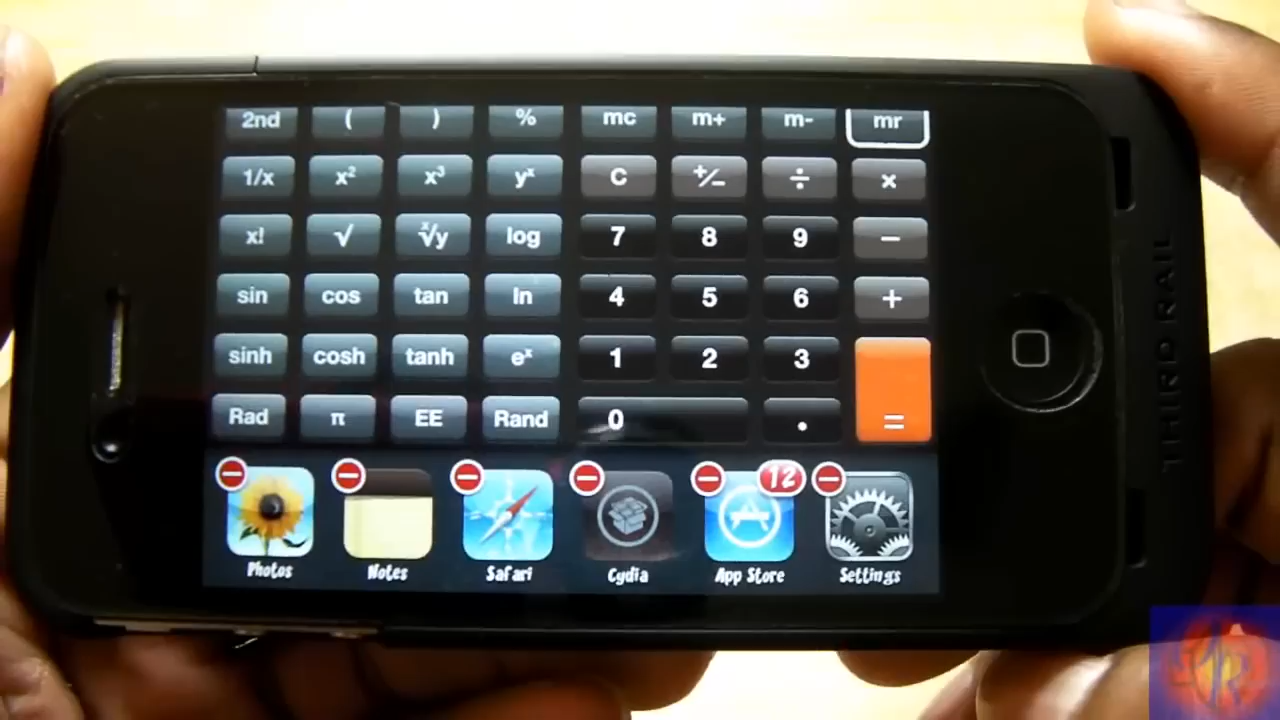 2nd ( ) % mc m+ m- mr
1/x x² x³ yˣ C +/− ÷ ×
x! √ ˣ√y log 7 8 9 −
sin cos tan ln 4 5 6 +
sinh cosh tanh eˣ 1 2 3
Rad π EE Rand 0 . =
12
Photos Notes Safari Cydia App Store Settings
THIRD RAIL